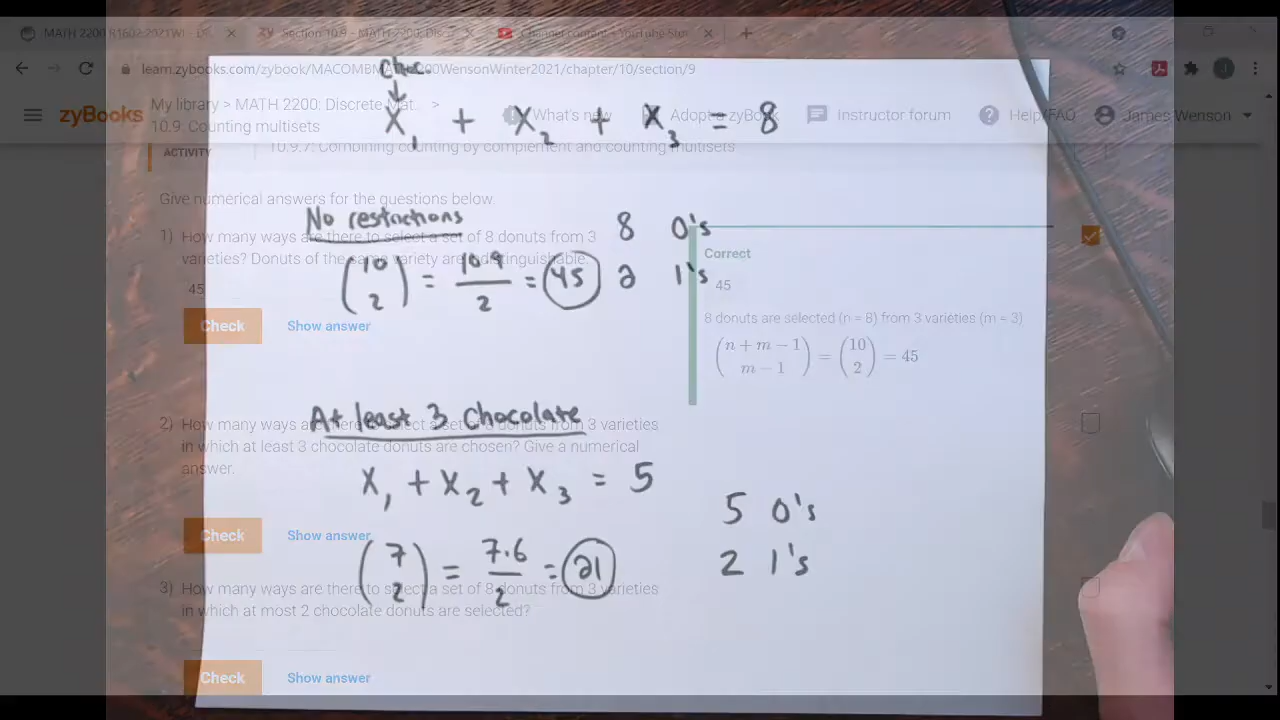 MATH 2200 R1602 2021WI - Di
Section 10.9 - MATH 2200: Disc
Channel content - YouTube Stu
learn.zybooks.com/zybook/MACOMBMATH2200WensonWinter2021/chapter/10/section/9
zyBooks
My library > MATH 2200: Discrete Mat... >
10.9: Counting multisets
What's new
Adopt a zyBook
Instructor forum
Help/FAQ
James Wenson
Choc.
↓
X₁ + X₂ + X₃ = 8
ACTIVITY
10.9.7: Combining counting by complement and counting multisets
Give numerical answers for the questions below.
No restrictions
8 0's
1) How many ways are there to select a set of 8 donuts from 3
varieties? Donuts of the same variety are indistinguishable.
(10 2) = 10·9/2 = 45
2 1's
45
Check
Show answer
Correct
45
8 donuts are selected (n = 8) from 3 varieties (m = 3)
(n + m − 1 m − 1) = (10 2) = 45
At least 3 Chocolate
2) How many ways are there to select a set of 8 donuts from 3 varieties
in which at least 3 chocolate donuts are chosen? Give a numerical
answer.
X₁ + X₂ + X₃ = 5
5 0's
Check
Show answer
(7 2) = 7·6/2 = 21
2 1's
3) How many ways are there to select a set of 8 donuts from 3 varieties
in which at most 2 chocolate donuts are selected?
Check
Show answer